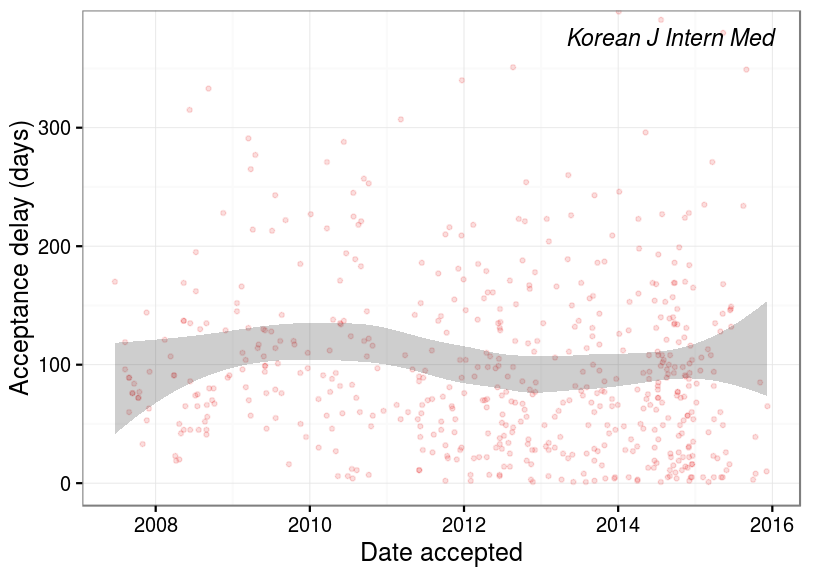 Korean J Intern Med
Acceptance delay (days)
300
200
100
0
2008 2010 2012 2014 2016
Date accepted